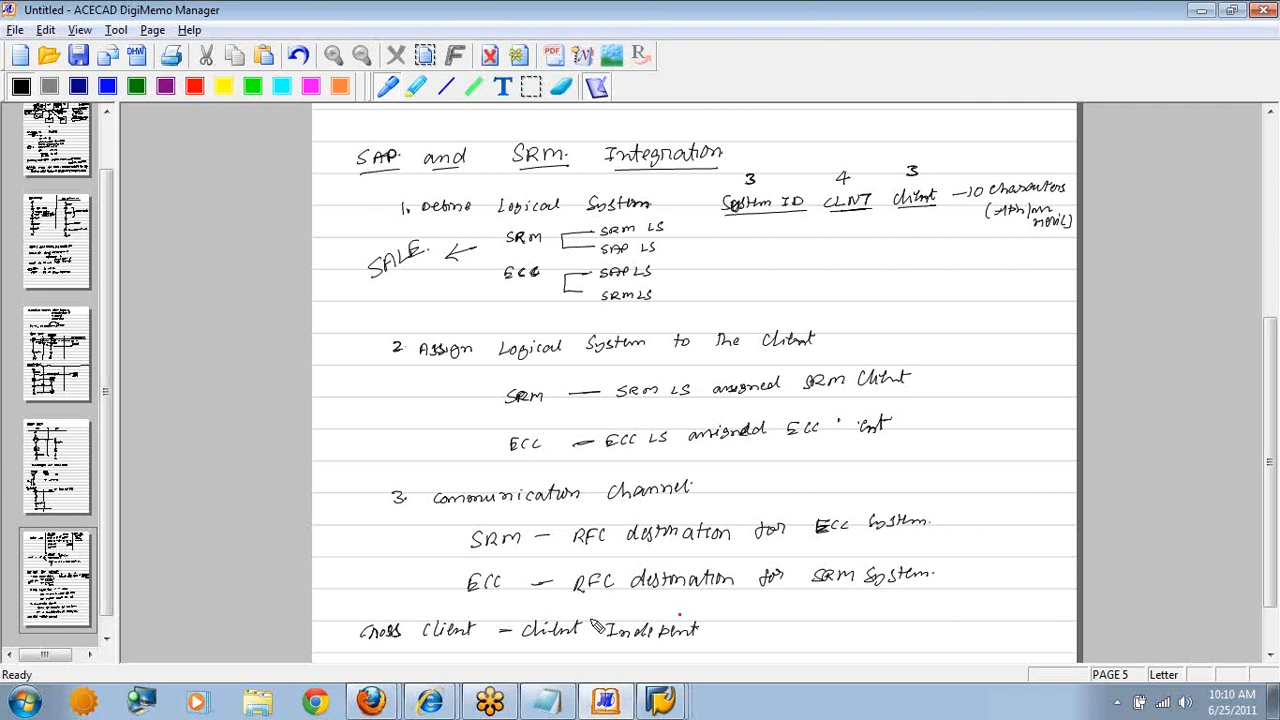 Untitled - ACECAD DigiMemo Manager
File Edit View Tool Page Help
SAP and SRM Integration
3 4 3
1. Define Logical System System ID CLNT Client - 10 characters
SALE ← SRM SRM LS
SAP LS
ECC SAP LS
SRM LS
2. Assign Logical System to the Client
SRM — SRM LS assigned SRM Client
ECC - ECC LS assigned ECC
3. Communication Channel
SRM - RFC destination for ECC System.
ECC - RFC destination for SRM System.
Cross Client - Client Indepent
Ready PAGE 5 Letter
10:10 AM
6/25/2011